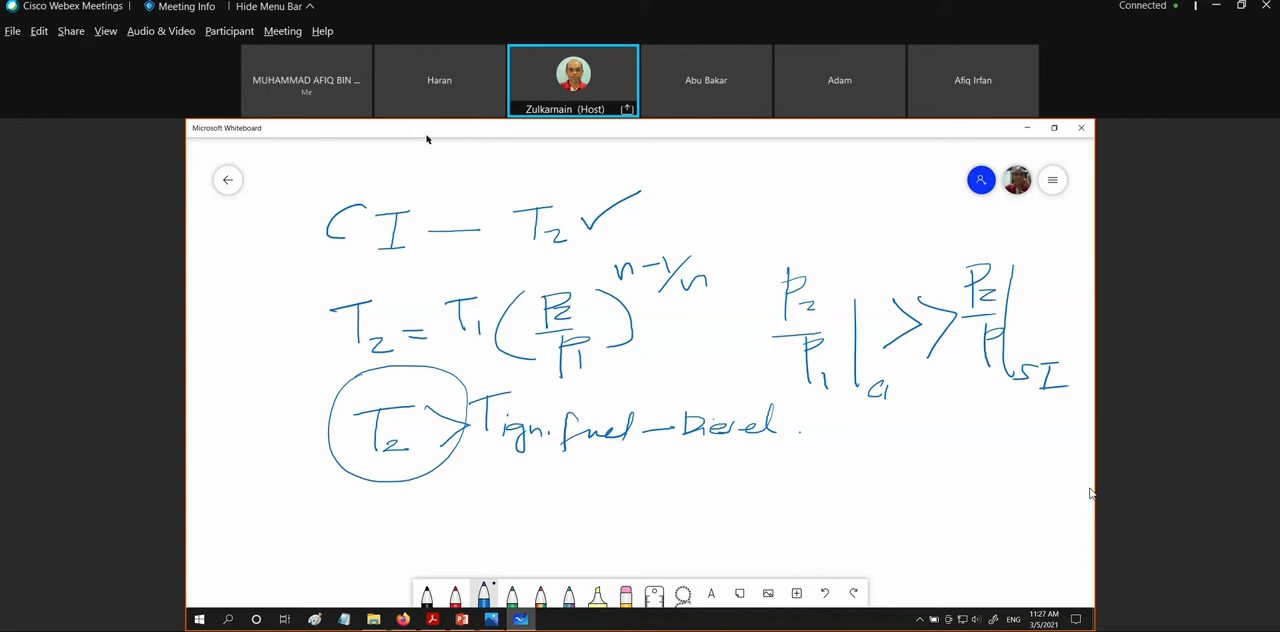 Cisco Webex Meetings | Meeting Info | Hide Menu Bar Connected
File Edit Share View Audio & Video Participant Meeting Help
MUHAMMAD AFIQ BIN ... Haran Abu Bakar Adam Afiq Irfan
Me
Zulkarnain (Host)
Microsoft Whiteboard
CI — T2 ✓
T2 = T1 (P2/P1)^n-1/n P2/P1 | CI >> P2/P | SI
T2 > Tign. fuel — Diesel .
A
ENG 11:27 AM
3/5/2021